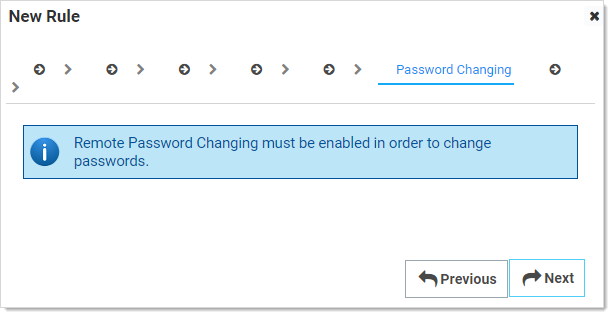 New Rule
Password Changing
Remote Password Changing must be enabled in order to change
passwords.
Previous
Next